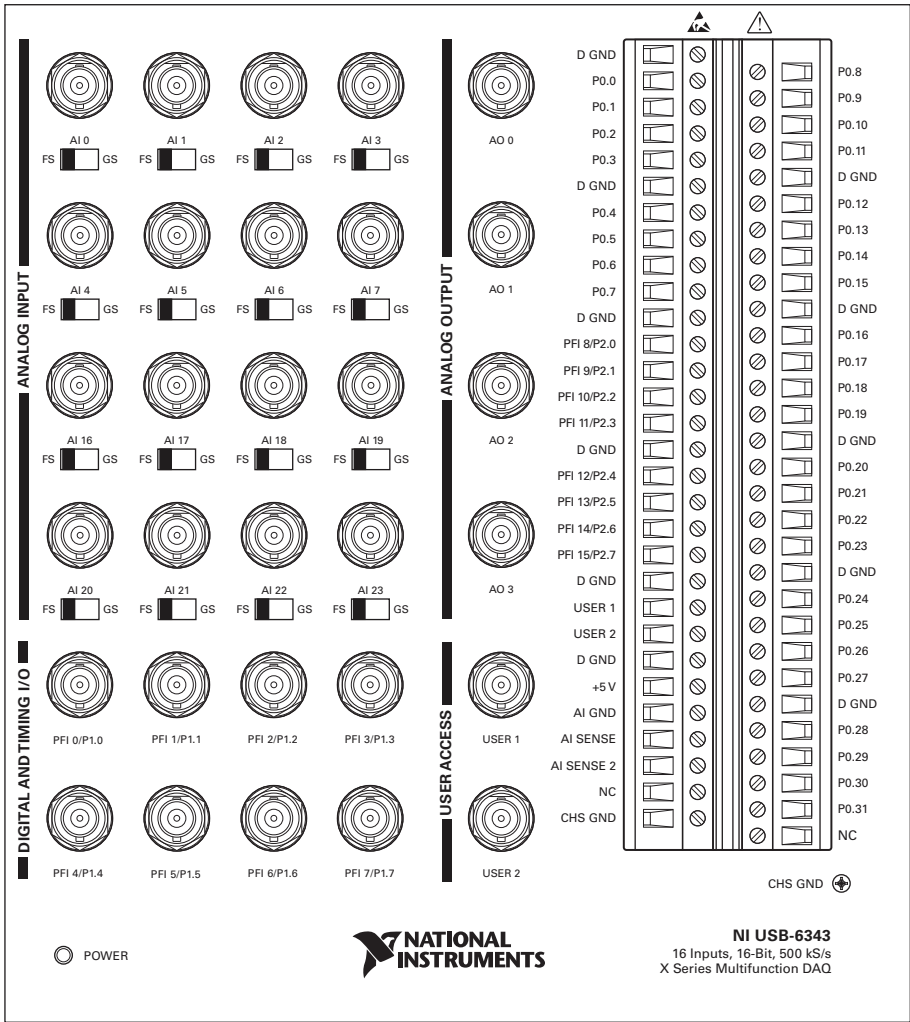 AI 0 AI 1 AI 2 AI 3
FS GS FS GS FS GS FS GS
AI 4 AI 5 AI 6 AI 7
FS GS FS GS FS GS FS GS
AI 16 AI 17 AI 18 AI 19
FS GS FS GS FS GS FS GS
AI 20 AI 21 AI 22 AI 23
FS GS FS GS FS GS FS GS
ANALOG INPUT
PFI 0/P1.0 PFI 1/P1.1 PFI 2/P1.2 PFI 3/P1.3
PFI 4/P1.4 PFI 5/P1.5 PFI 6/P1.6 PFI 7/P1.7
DIGITAL AND TIMING I/O
AO 0
AO 1
AO 2
AO 3
ANALOG OUTPUT
USER 1
USER 2
USER ACCESS
D GND
P0.0
P0.1
P0.2
P0.3
D GND
P0.4
P0.5
P0.6
P0.7
D GND
PFI 8/P2.0
PFI 9/P2.1
PFI 10/P2.2
PFI 11/P2.3
D GND
PFI 12/P2.4
PFI 13/P2.5
PFI 14/P2.6
PFI 15/P2.7
D GND
USER 1
USER 2
D GND
+5 V
AI GND
AI SENSE
AI SENSE 2
NC
CHS GND
P0.8
P0.9
P0.10
P0.11
D GND
P0.12
P0.13
P0.14
P0.15
D GND
P0.16
P0.17
P0.18
P0.19
D GND
P0.20
P0.21
P0.22
P0.23
D GND
P0.24
P0.25
P0.26
P0.27
D GND
P0.28
P0.29
P0.30
P0.31
NC
CHS GND
POWER
NATIONAL
INSTRUMENTS
NI USB-6343
16 Inputs, 16-Bit, 500 kS/s
X Series Multifunction DAQ